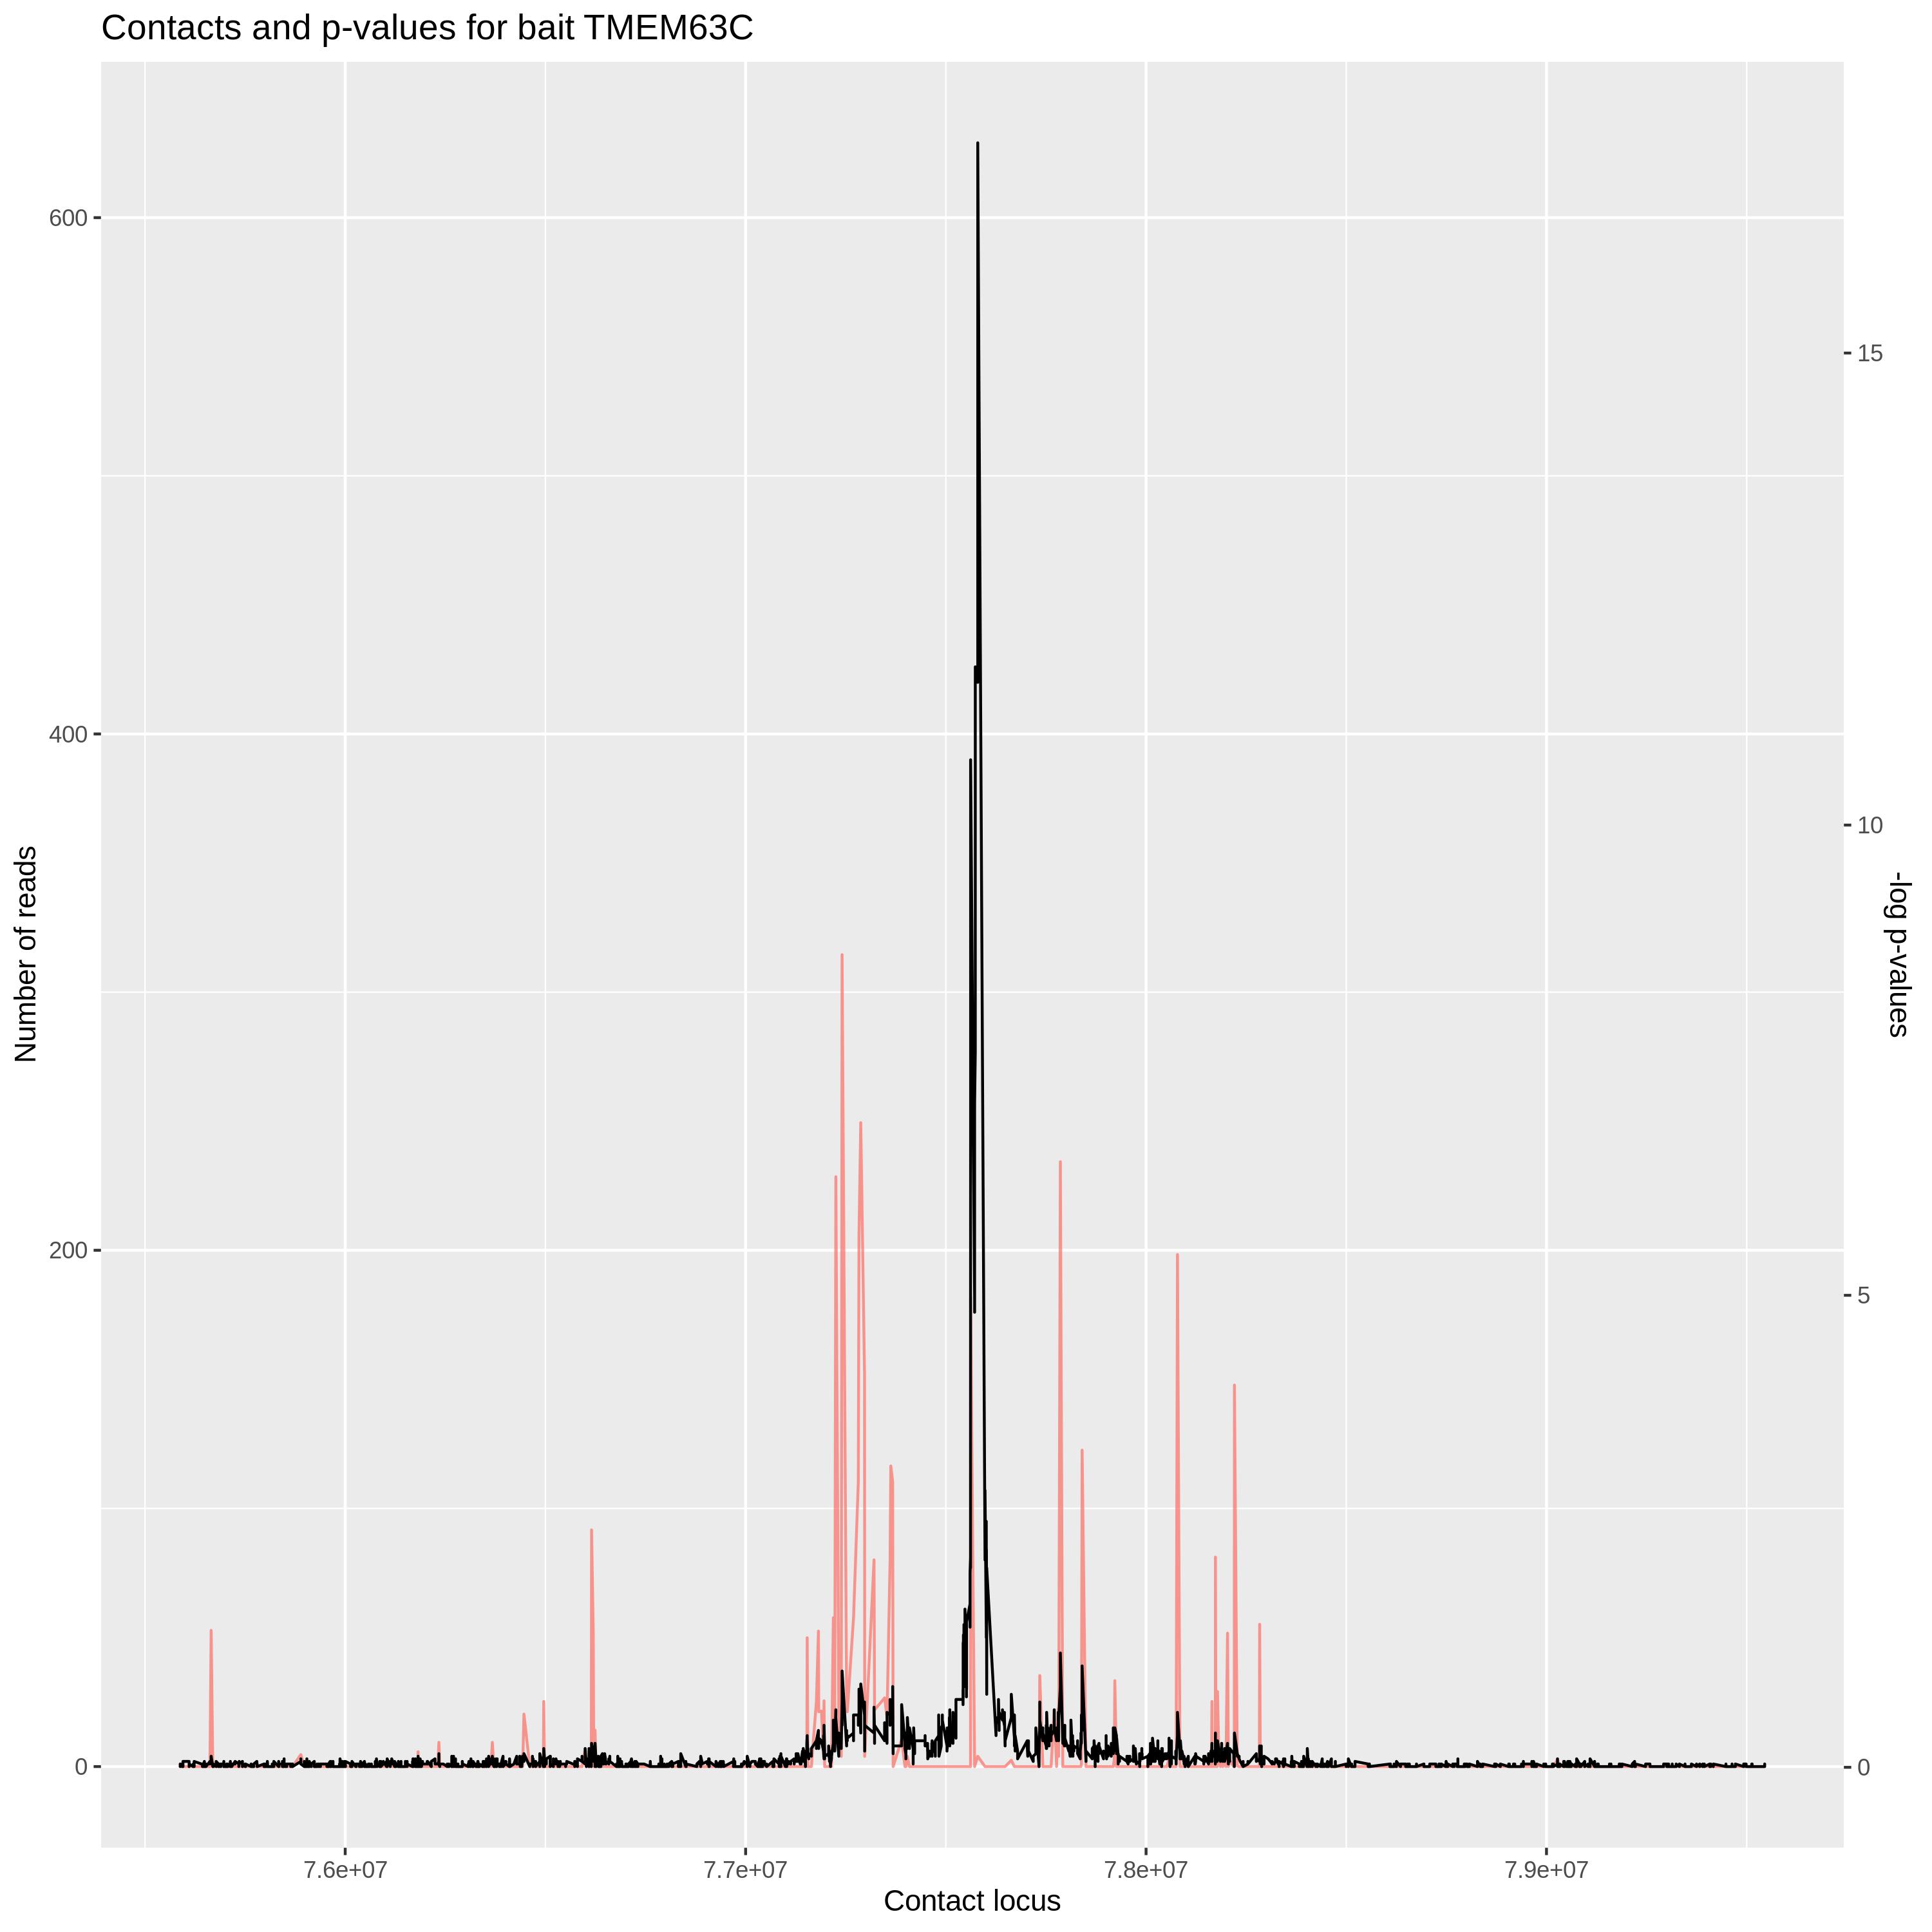 Contacts and p-values for bait TMEM63C
600
400
200
0
Number of reads
15
10
5
0
-log p-values
7.6e+07
7.7e+07
7.8e+07
7.9e+07
Contact locus